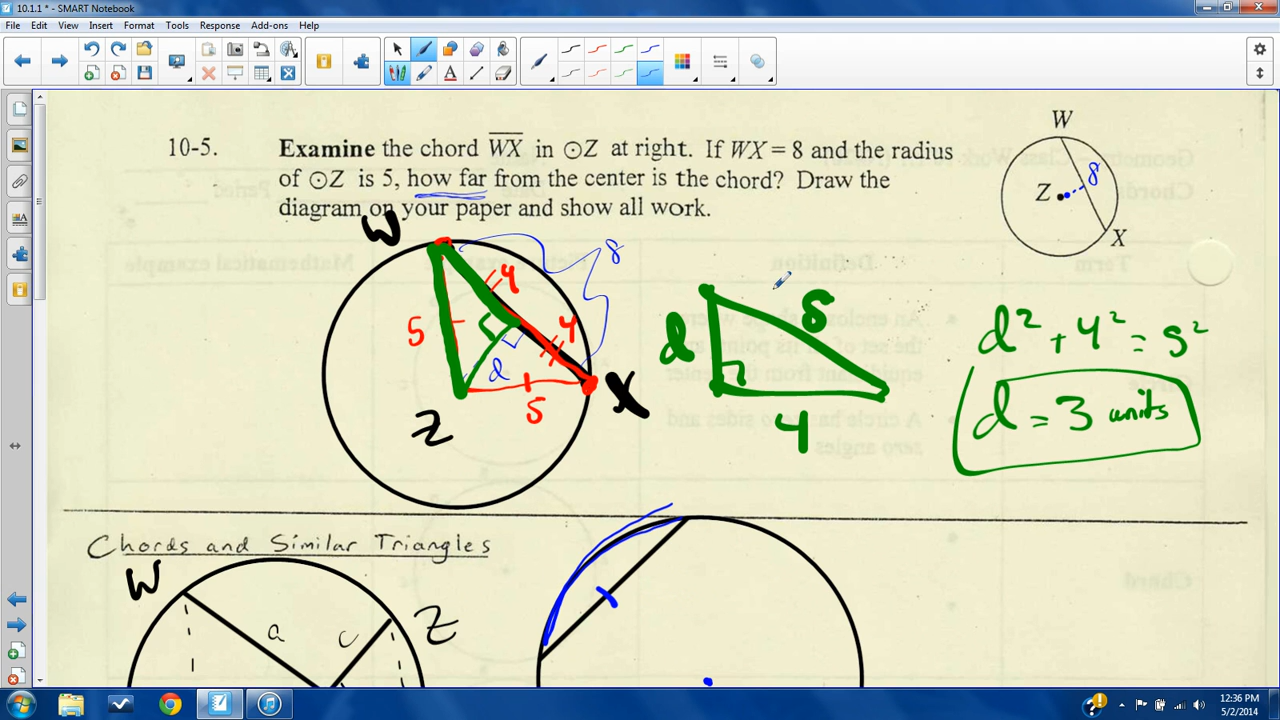 10.1.1 * - SMART Notebook
File Edit View Insert Format Tools Response Add-ons Help
10-5. Examine the chord WX in ⊙Z at right. If WX = 8 and the radius
of ⊙Z is 5, how far from the center is the chord? Draw the
diagram on your paper and show all work.
W
Z
8
X
W
8
4
5
4
d
5
Z
X
d
4
d² + 4² = 5²
d = 3 units
Chords and Similar Triangles
W
a
c
Z
12:36 PM
5/2/2014